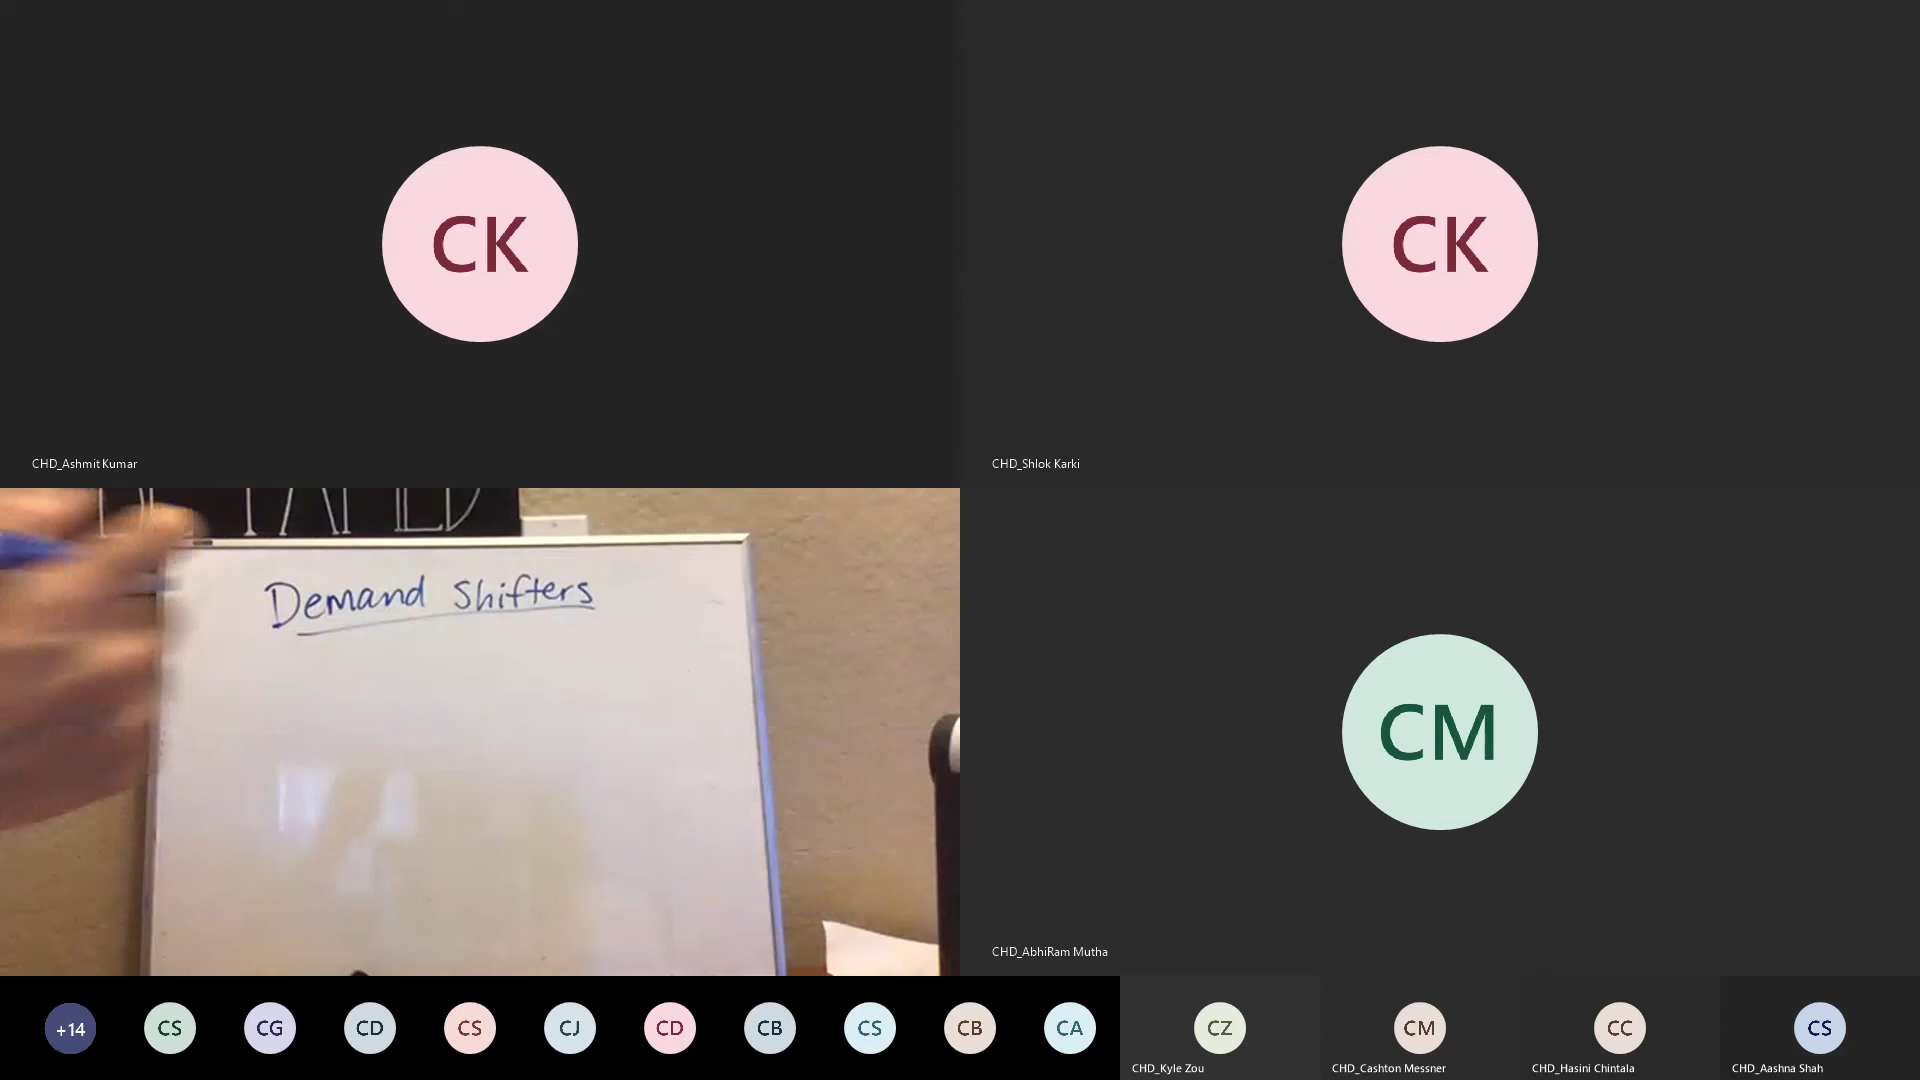 CK
CK
CHD_Ashmit Kumar
CHD_Shlok Karki
Demand Shifters
CM
CHD_AbhiRam Mutha
+14
CS
CG
CD
CS
CJ
CD
CB
CS
CB
CA
CZ
CM
CC
CS
CHD_Kyle Zou
CHD_Cashton Messner
CHD_Hasini Chintala
CHD_Aashna Shah